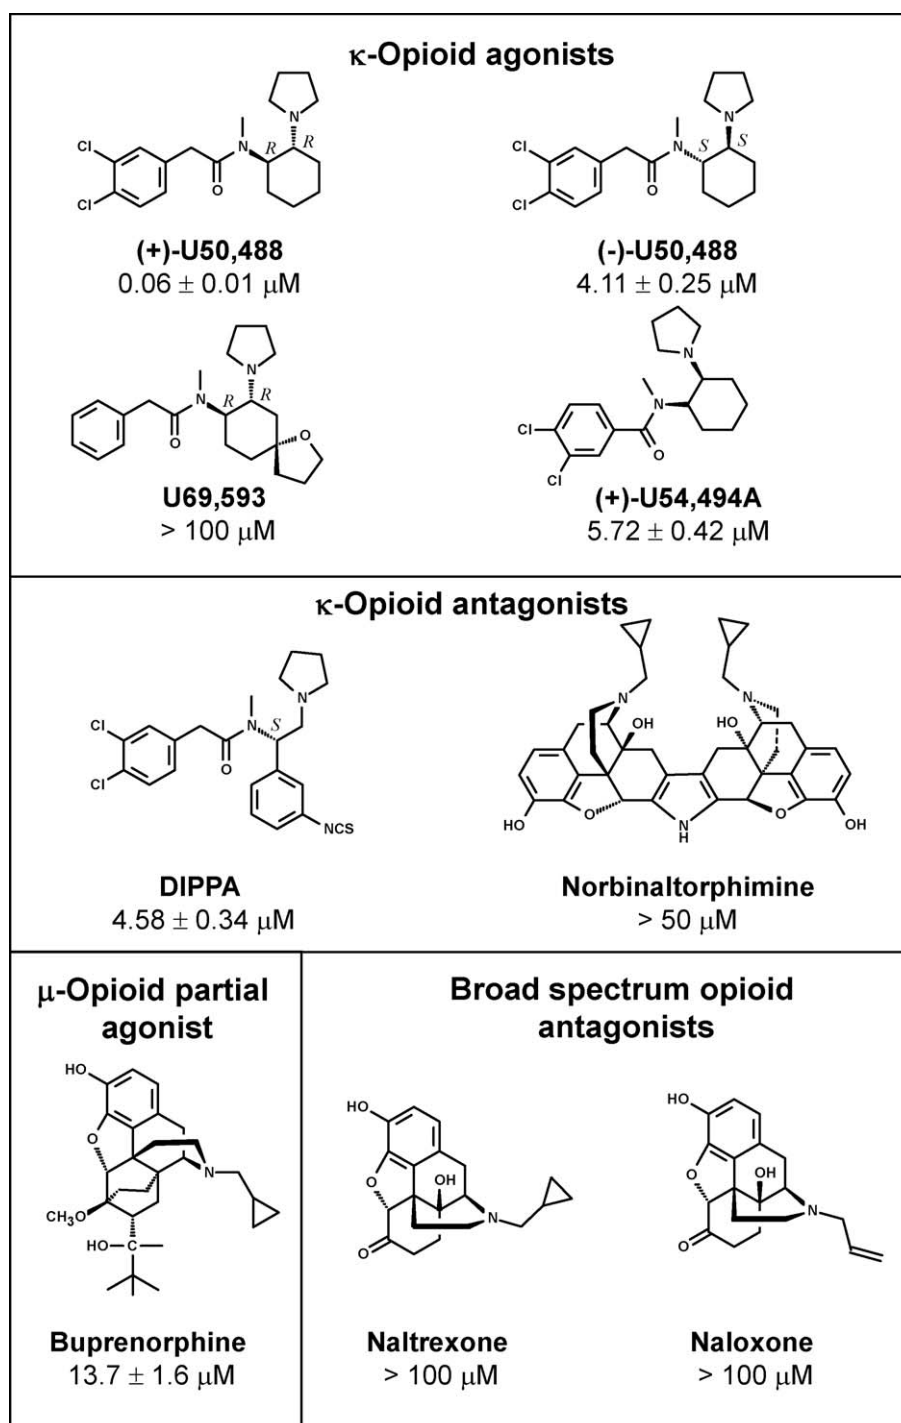 κ-Opioid agonists
N
R
R
N
O
Cl
Cl
(+)-U50,488
0.06 ± 0.01 μM
N
S
S
N
O
Cl
Cl
(-)-U50,488
4.11 ± 0.25 μM
N
R
R
N
O
O
U69,593
> 100 μM
N
N
O
Cl
Cl
(+)-U54,494A
5.72 ± 0.42 μM
κ-Opioid antagonists
N
S
N
O
Cl
Cl
NCS
DIPPA
4.58 ± 0.34 μM
N
N
OH
HO
HO
O
N
H
O
OH
Norbinaltorphimine
> 50 μM
μ-Opioid partial
agonist
HO
O
N
CH3O
HO C
Buprenorphine
13.7 ± 1.6 μM
Broad spectrum opioid
antagonists
HO
O
OH
N
O
Naltrexone
> 100 μM
HO
O
OH
N
O
Naloxone
> 100 μM